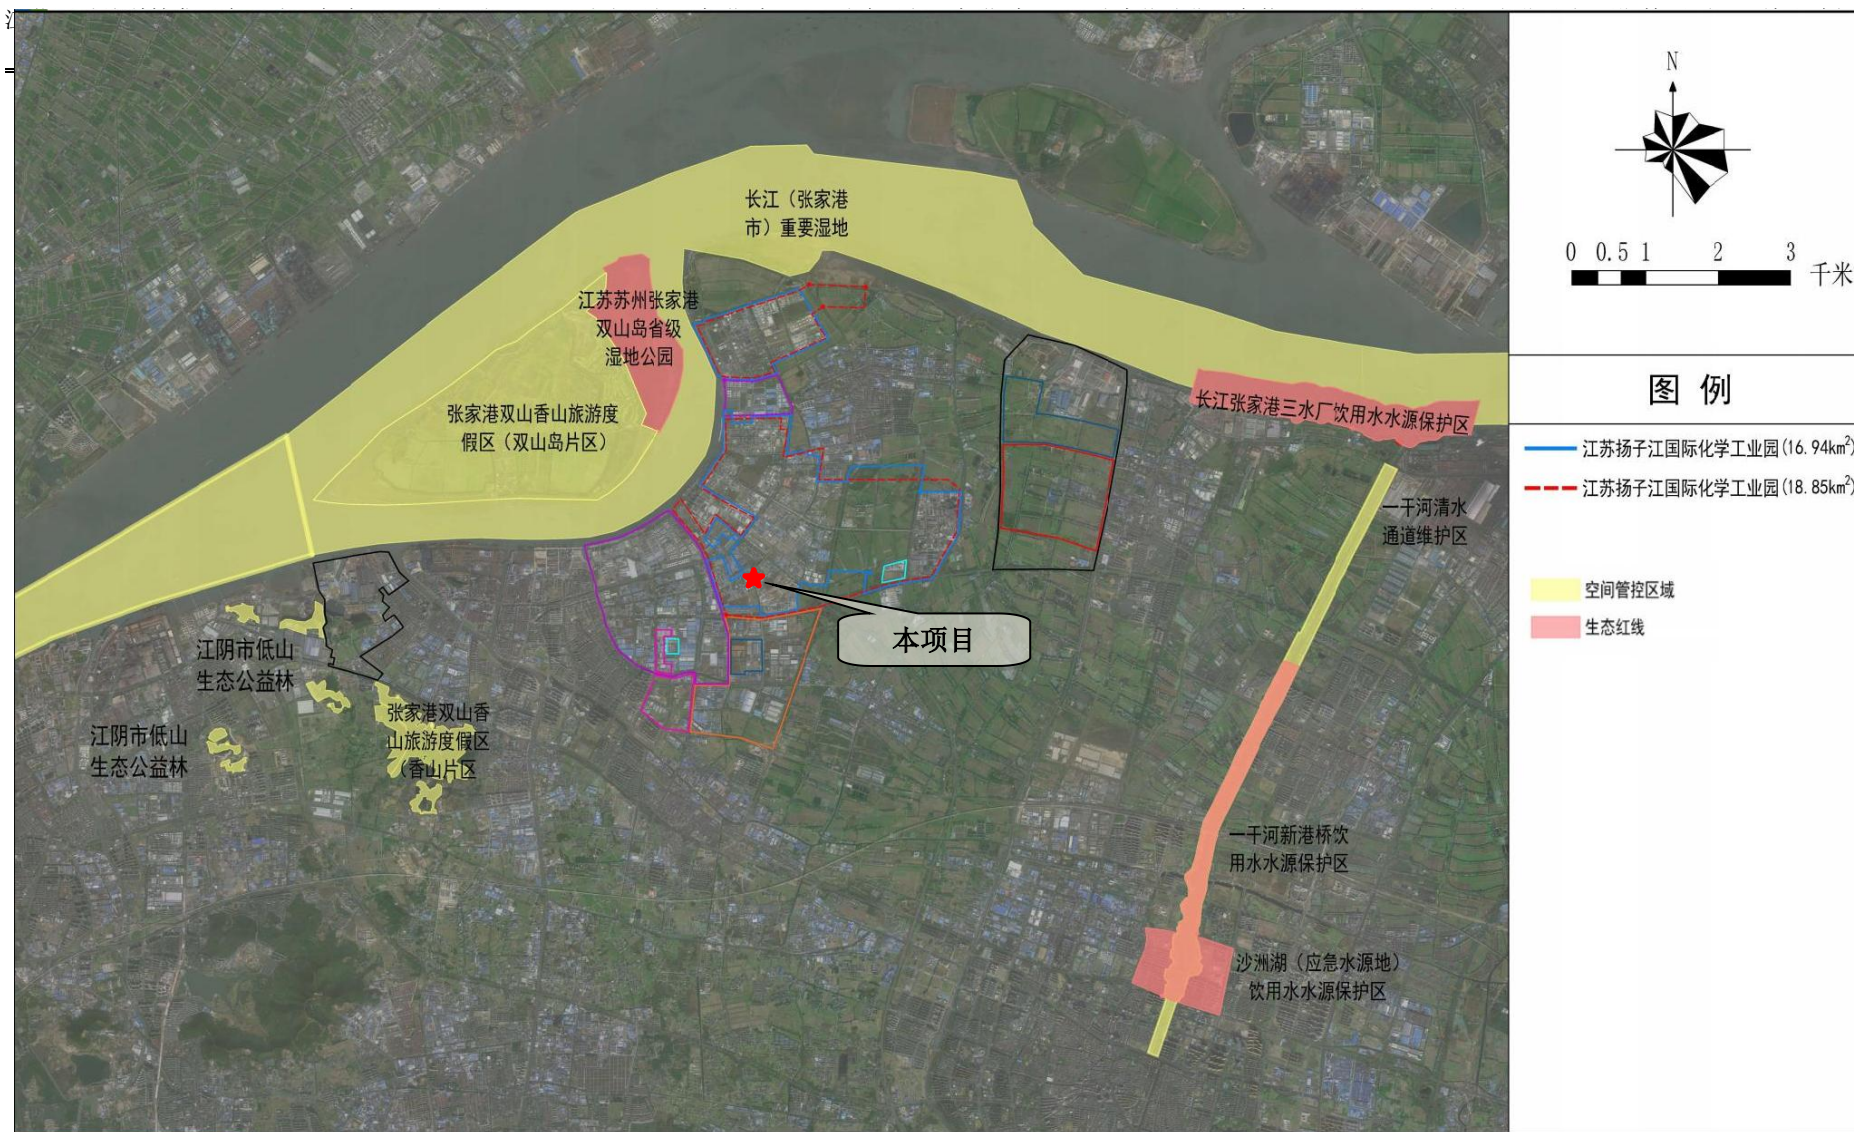 N
0 0.5 1 2 3
千米
长江（张家港
市）重要湿地
江苏苏州张家港
双山岛省级
湿地公园
张家港双山香山旅游度
假区（双山岛片区）
长江张家港三水厂饮用水水源保护区
一干河清水
通道维护区
本项目
江阴市低山
生态公益林
江阴市低山
生态公益林
张家港双山香
山旅游度假区
（香山片区
一干河新港桥饮
用水水源保护区
沙洲湖（应急水源地）
饮用水水源保护区
图 例
江苏扬子江国际化学工业园(16.94km²)
江苏扬子江国际化学工业园(18.85km²)
空间管控区域
生态红线